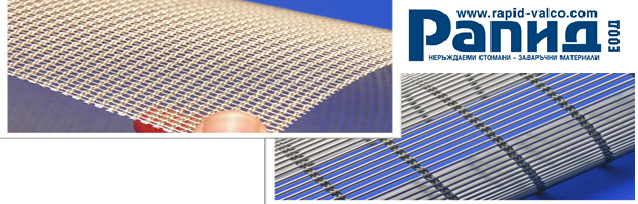 www.rapid-valco.com
Рапид
ЕООД
НЕРЪЖДАЕМИ СТОМАНИ - ЗАВАРЪЧНИ МАТЕРИАЛИ